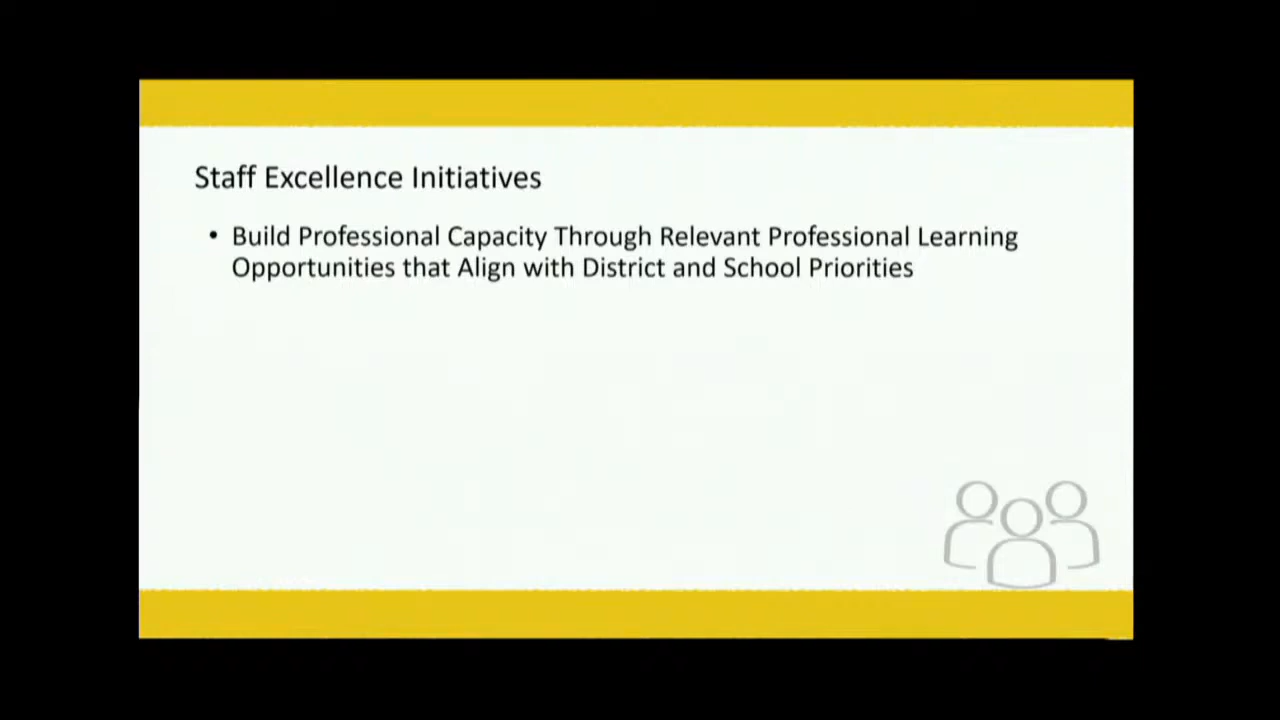 Staff Excellence Initiatives
• Build Professional Capacity Through Relevant Professional Learning
Opportunities that Align with District and School Priorities